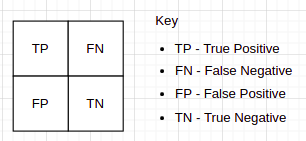 Key
TP FN
FP TN
• TP - True Positive
• FN - False Negative
• FP - False Positive
• TN - True Negative